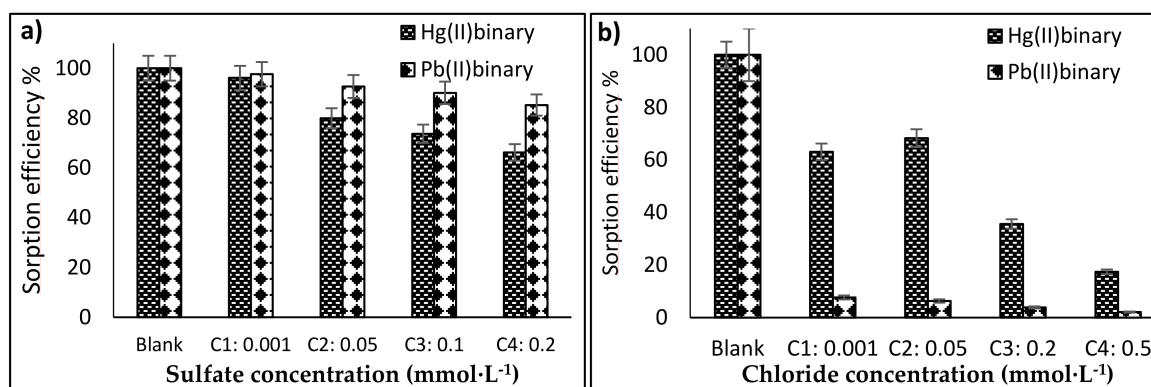 a)
Hg(II)binary
Pb(II)binary
Sorption efficiency %
100
80
60
40
20
0
Blank C1: 0.001 C2: 0.05 C3: 0.1 C4: 0.2
Sulfate concentration (mmol·L⁻¹)
b)
Hg(II)binary
Pb(II)binary
Sorption efficiency %
100
80
60
40
20
0
Blank C1: 0.001 C2: 0.05 C3: 0.2 C4: 0.5
Chloride concentration (mmol·L⁻¹)